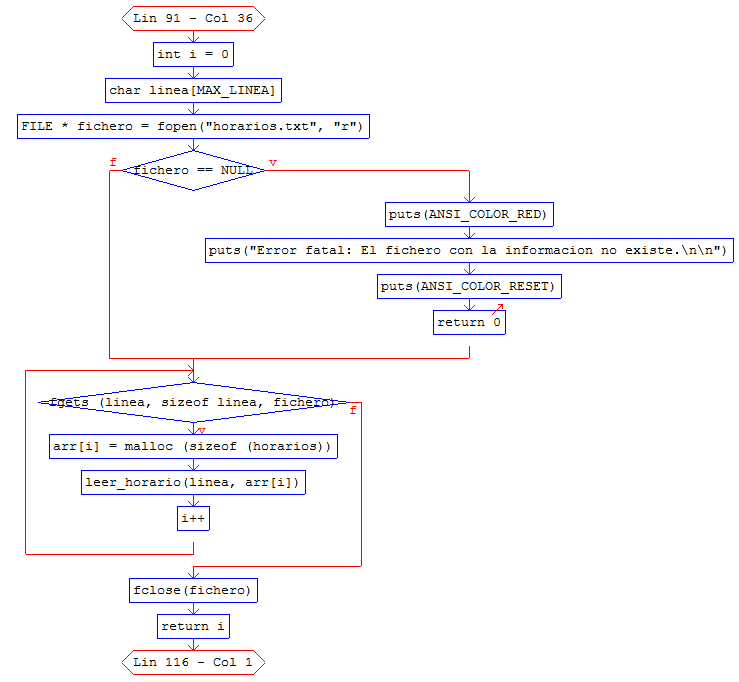 Lin 91 - Col 36
int i = 0
char linea[MAX_LINEA]
FILE * fichero = fopen("horarios.txt", "r")
f
fichero == NULL
v
puts(ANSI_COLOR_RED)
puts("Error fatal: El fichero con la informacion no existe.\n\n")
puts(ANSI_COLOR_RESET)
return 0
fgets (linea, sizeof linea, fichero)
f
v
arr[i] = malloc (sizeof (horarios))
leer_horario(linea, arr[i])
i++
fclose(fichero)
return i
Lin 116 - Col 1